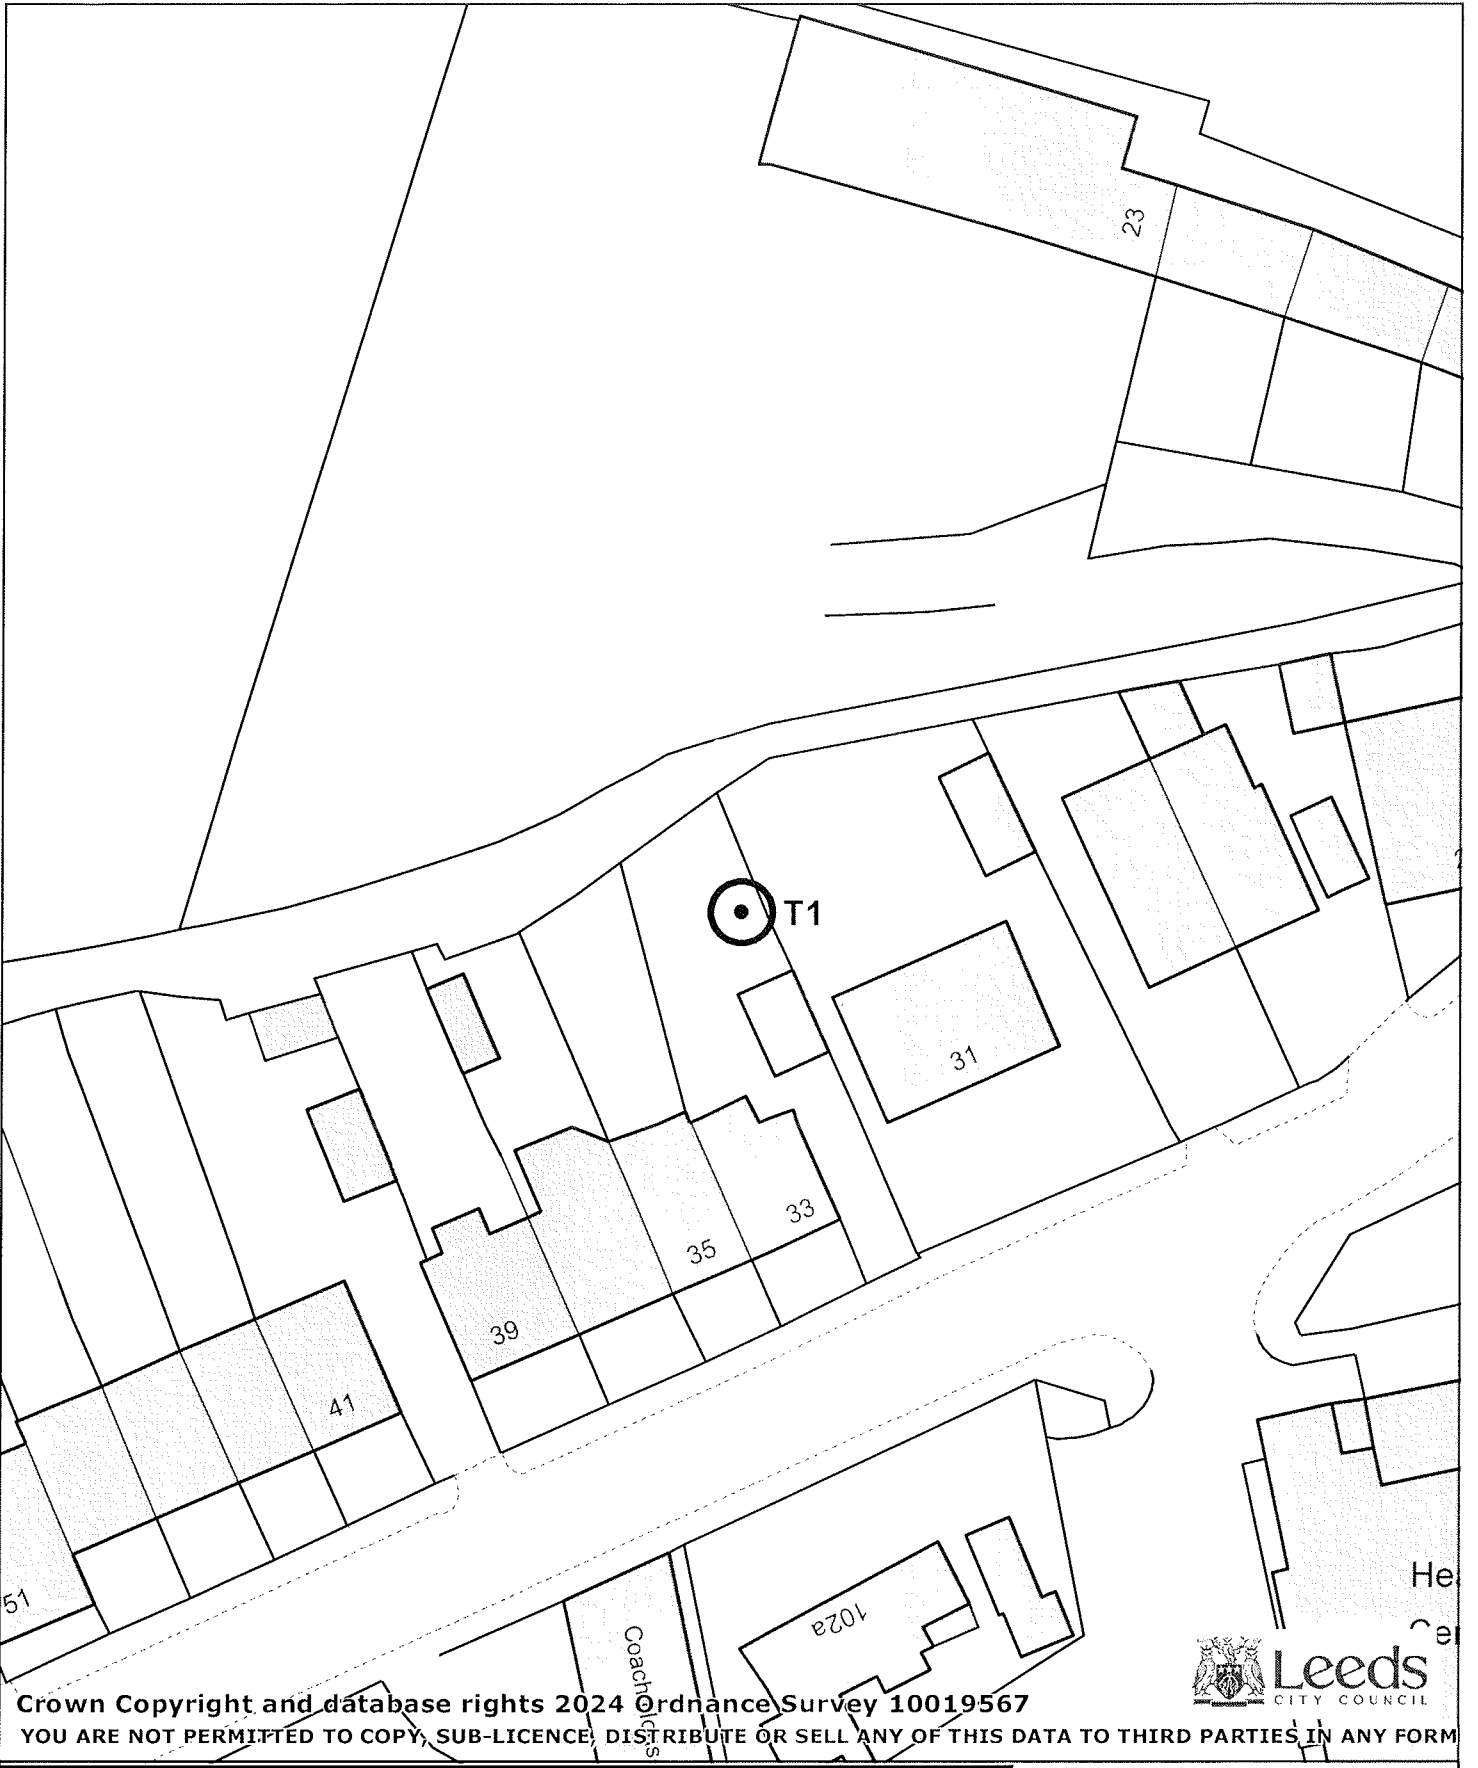 23
T1
31
33
35
39
41
51
102a
He
Leeds
CITY COUNCIL
Crown Copyright and database rights 2024 Ordnance Survey 10019567
YOU ARE NOT PERMITTED TO COPY, SUB-LICENCE, DISTRIBUTE OR SELL ANY OF THIS DATA TO THIRD PARTIES IN ANY FORM